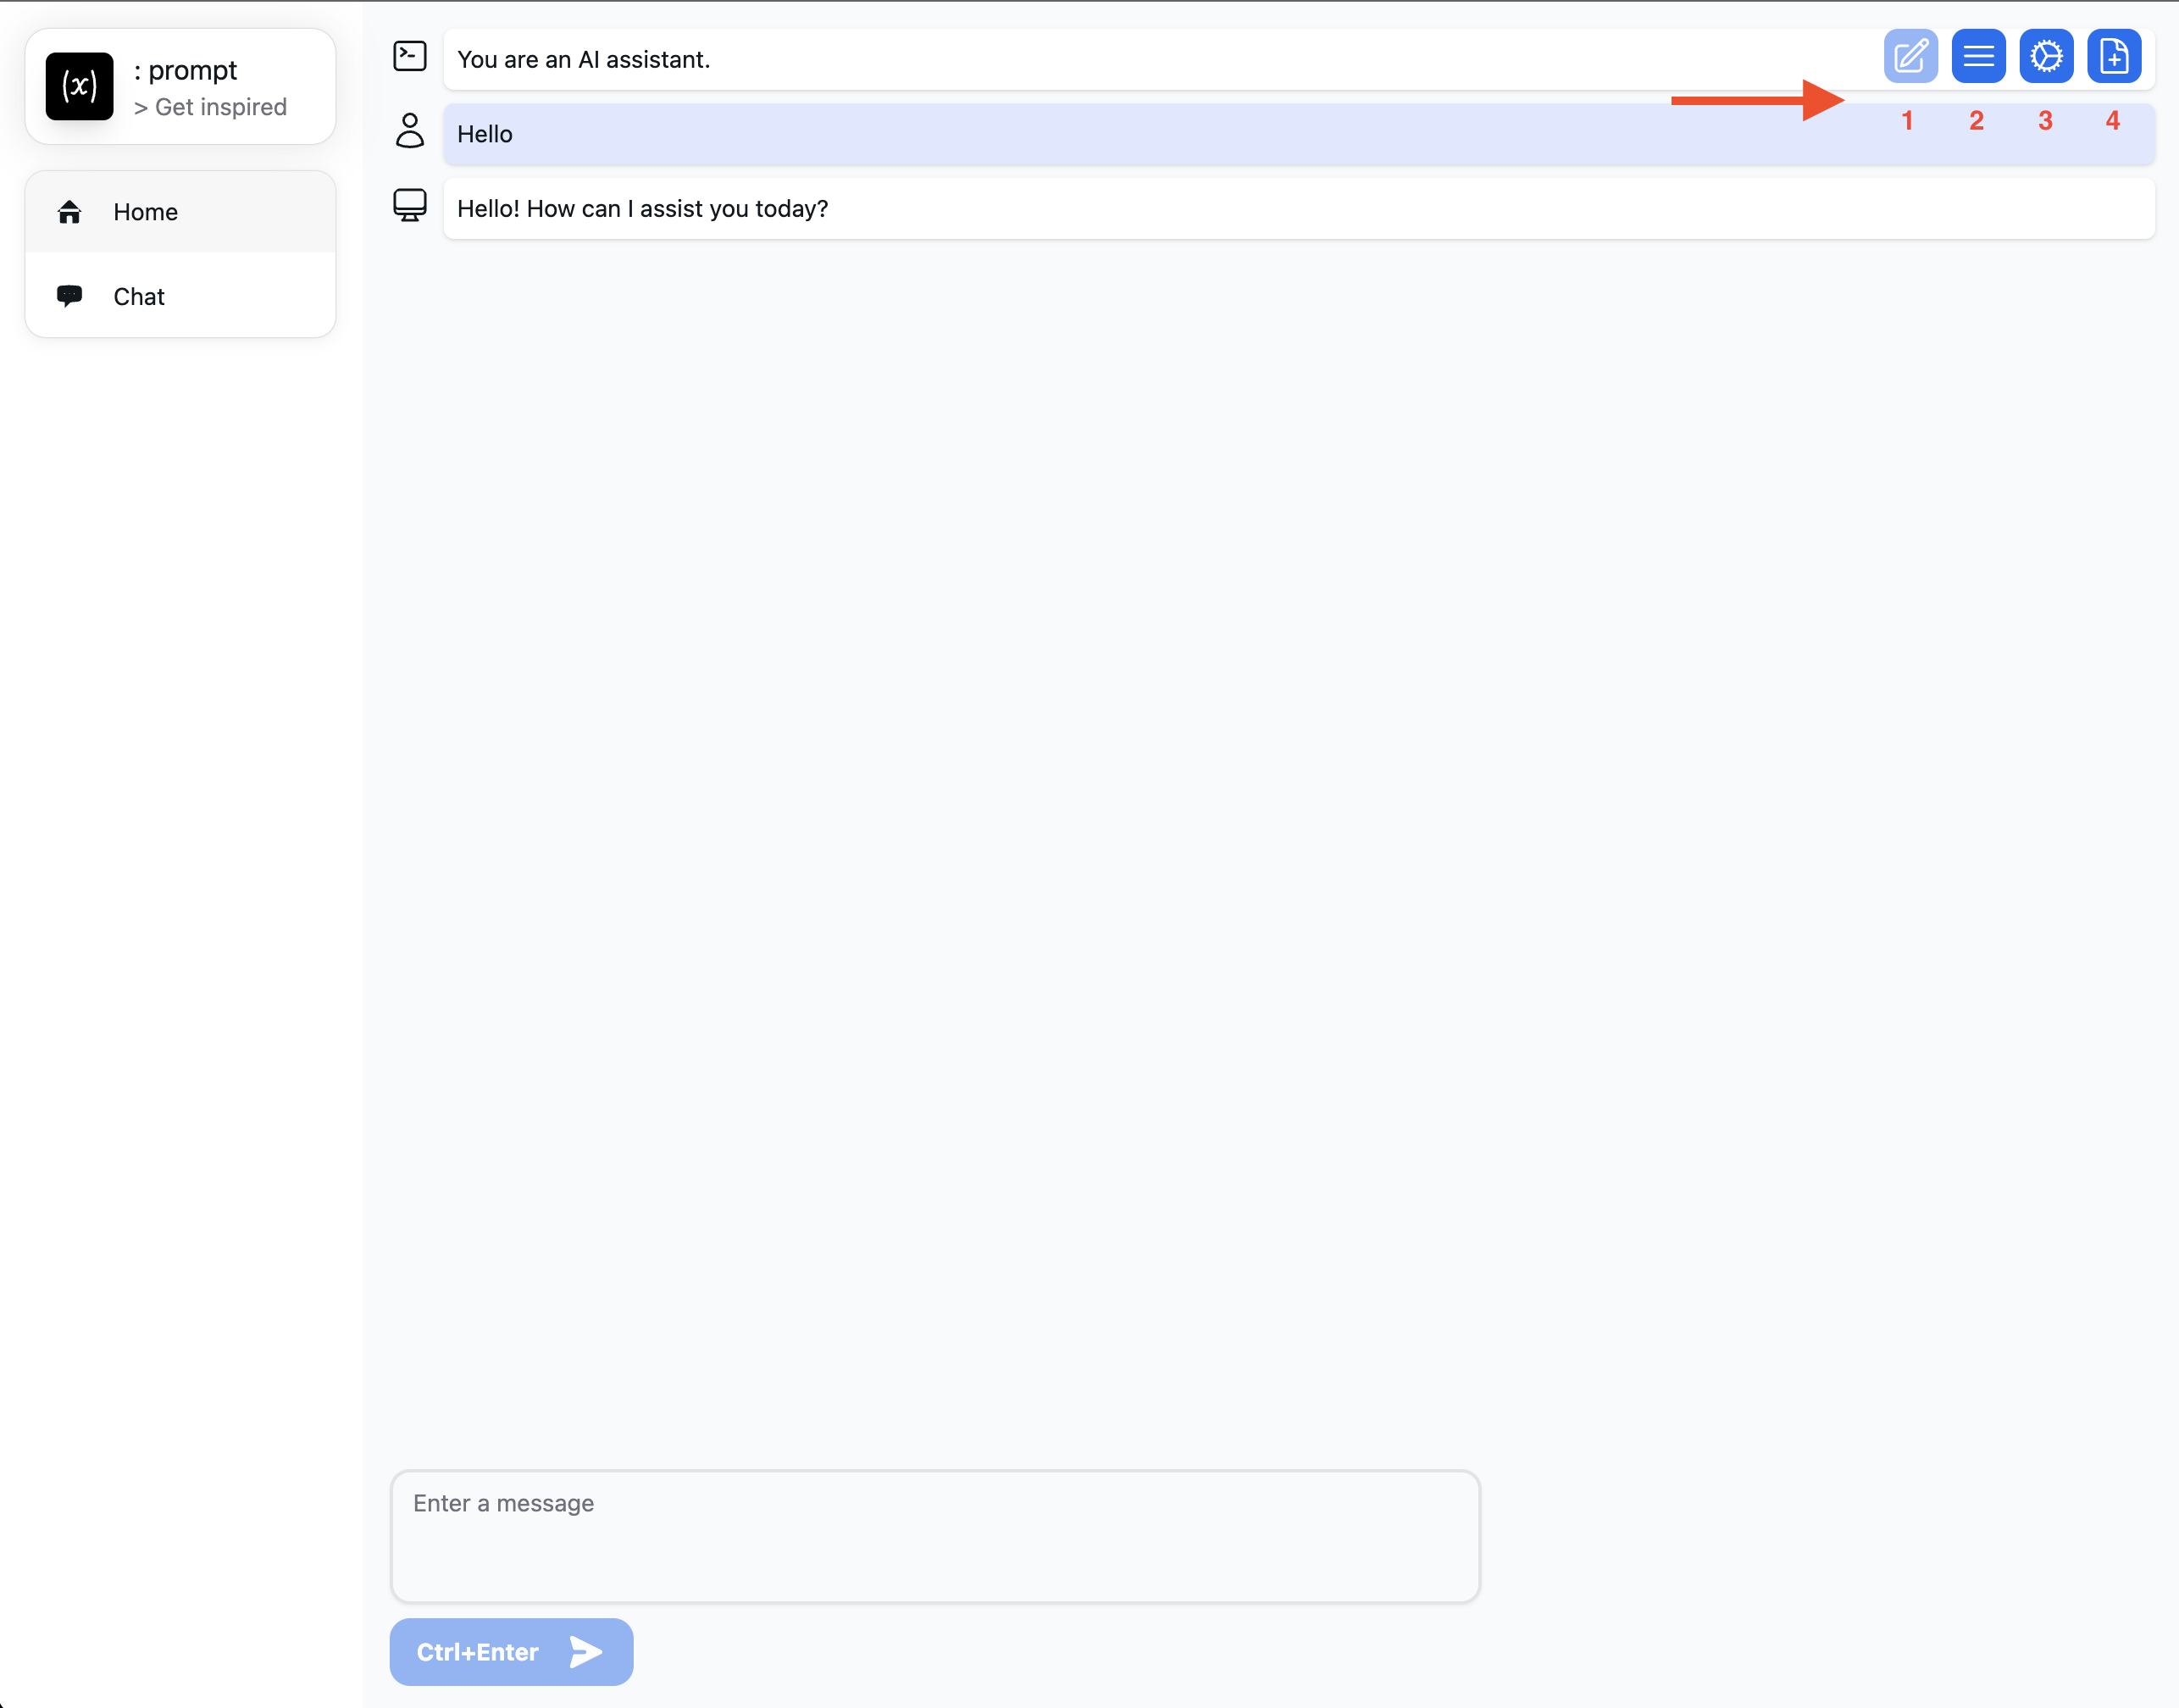 (x)
: prompt
> Get inspired
Home
Chat
You are an AI assistant.
1 2 3 4
Hello
Hello! How can I assist you today?
Enter a message
Ctrl+Enter